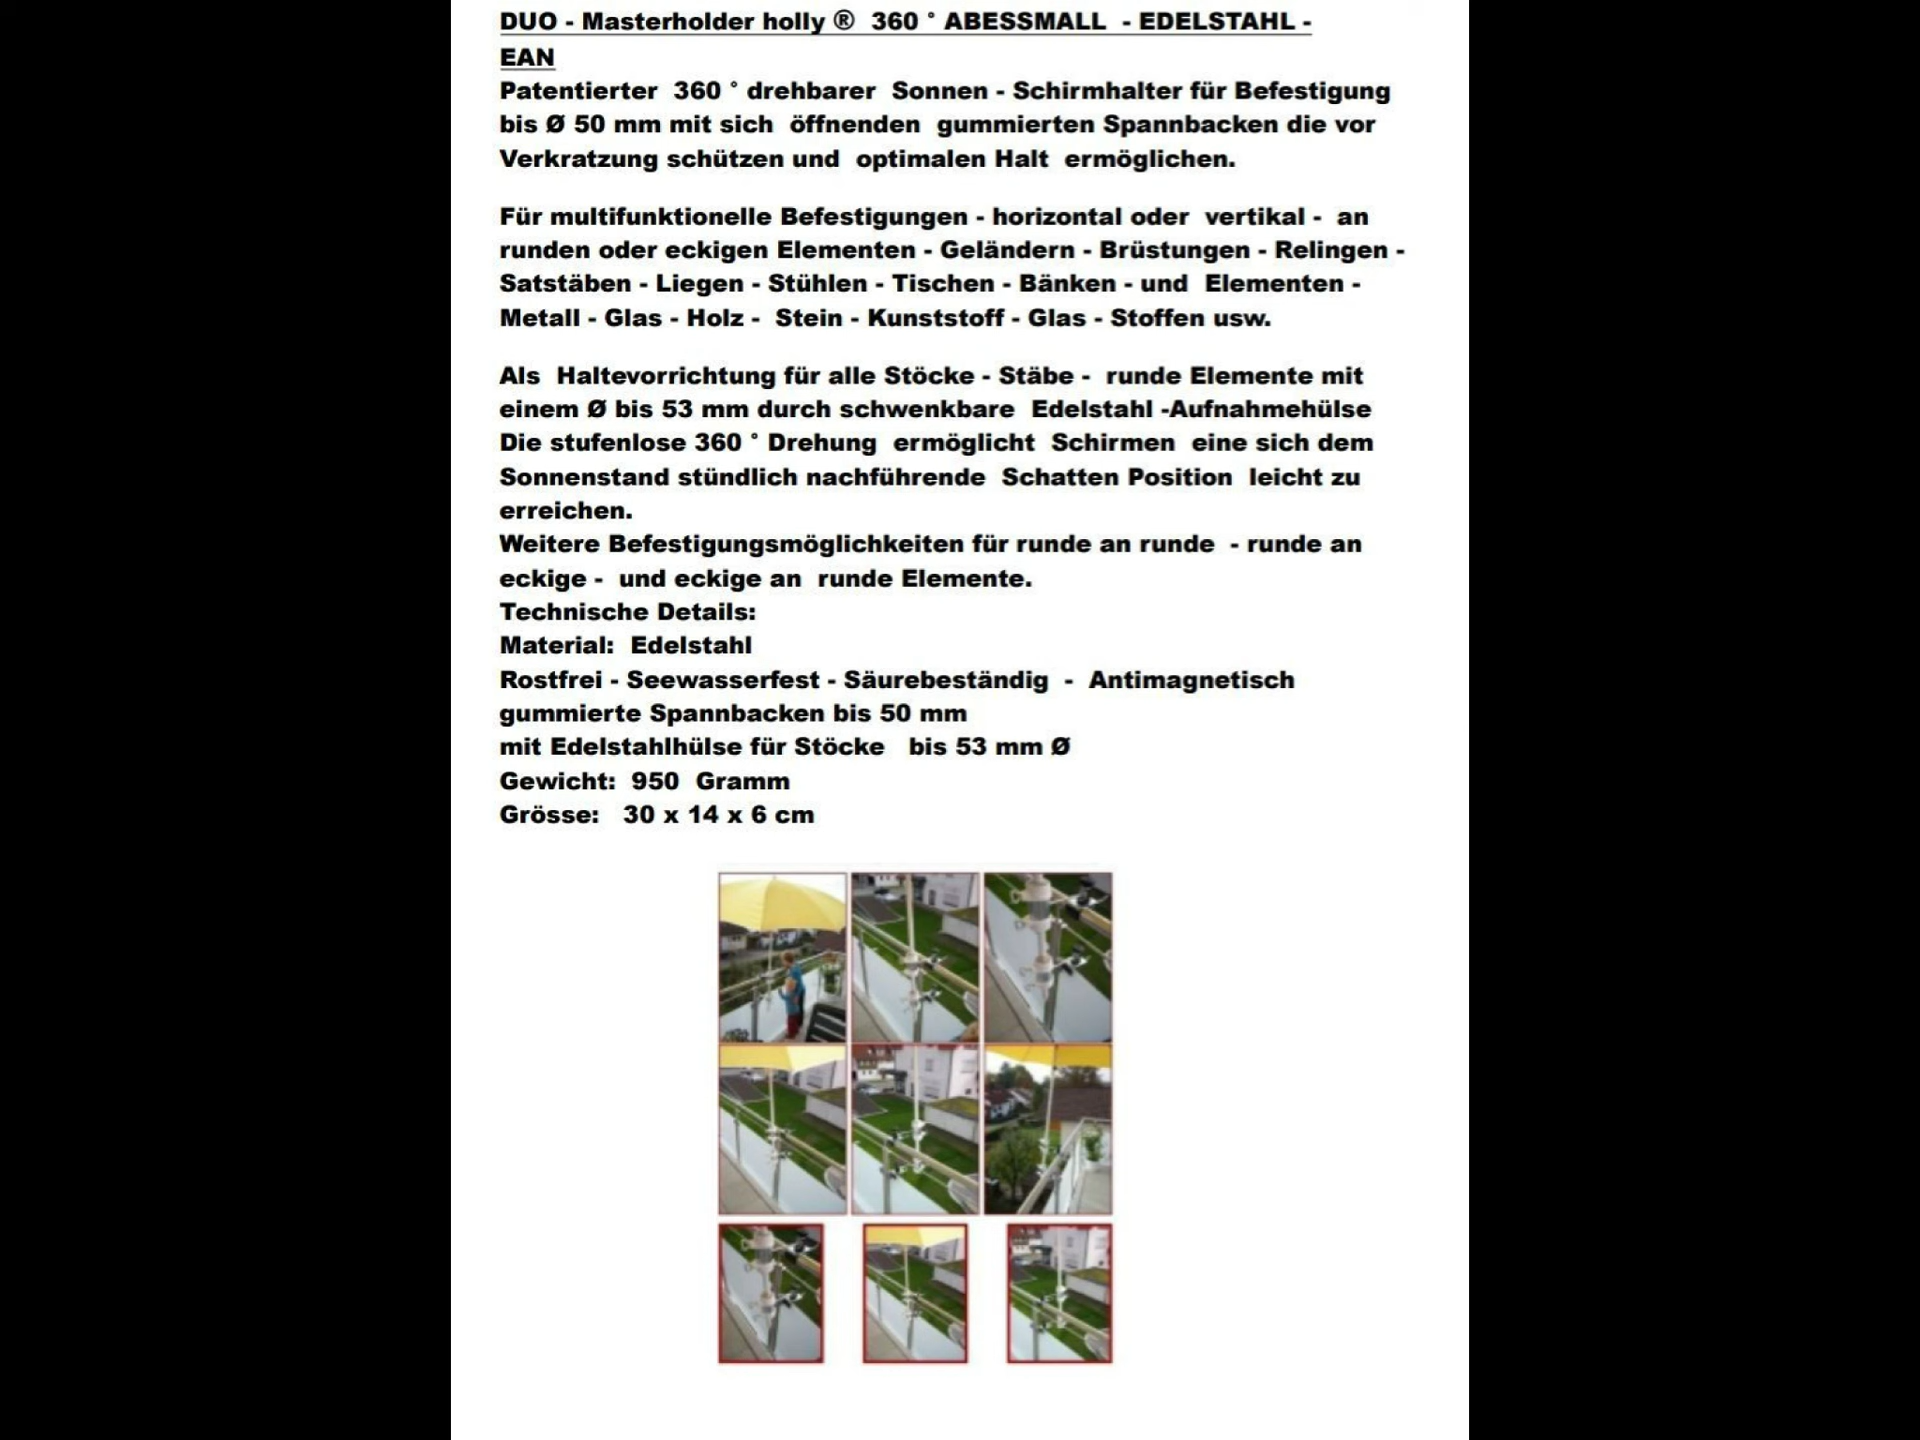 DUO - Masterholder holly ® 360 ° ABESSMALL - EDELSTAHL -
EAN
Patentierter 360 ° drehbarer Sonnen - Schirmhalter für Befestigung
bis Ø 50 mm mit sich öffnenden gummierten Spannbacken die vor
Verkratzung schützen und optimalen Halt ermöglichen.
Für multifunktionelle Befestigungen - horizontal oder vertikal - an
runden oder eckigen Elementen - Geländern - Brüstungen - Relingen -
Satstäben - Liegen - Stühlen - Tischen - Bänken - und Elementen -
Metall - Glas - Holz - Stein - Kunststoff - Glas - Stoffen usw.
Als Haltevorrichtung für alle Stöcke - Stäbe - runde Elemente mit
einem Ø bis 53 mm durch schwenkbare Edelstahl -Aufnahmehülse
Die stufenlose 360 ° Drehung ermöglicht Schirmen eine sich dem
Sonnenstand stündlich nachführende Schatten Position leicht zu
erreichen.
Weitere Befestigungsmöglichkeiten für runde an runde - runde an
eckige - und eckige an runde Elemente.
Technische Details:
Material: Edelstahl
Rostfrei - Seewasserfest - Säurebeständig - Antimagnetisch
gummierte Spannbacken bis 50 mm
mit Edelstahlhülse für Stöcke bis 53 mm Ø
Gewicht: 950 Gramm
Grösse: 30 x 14 x 6 cm